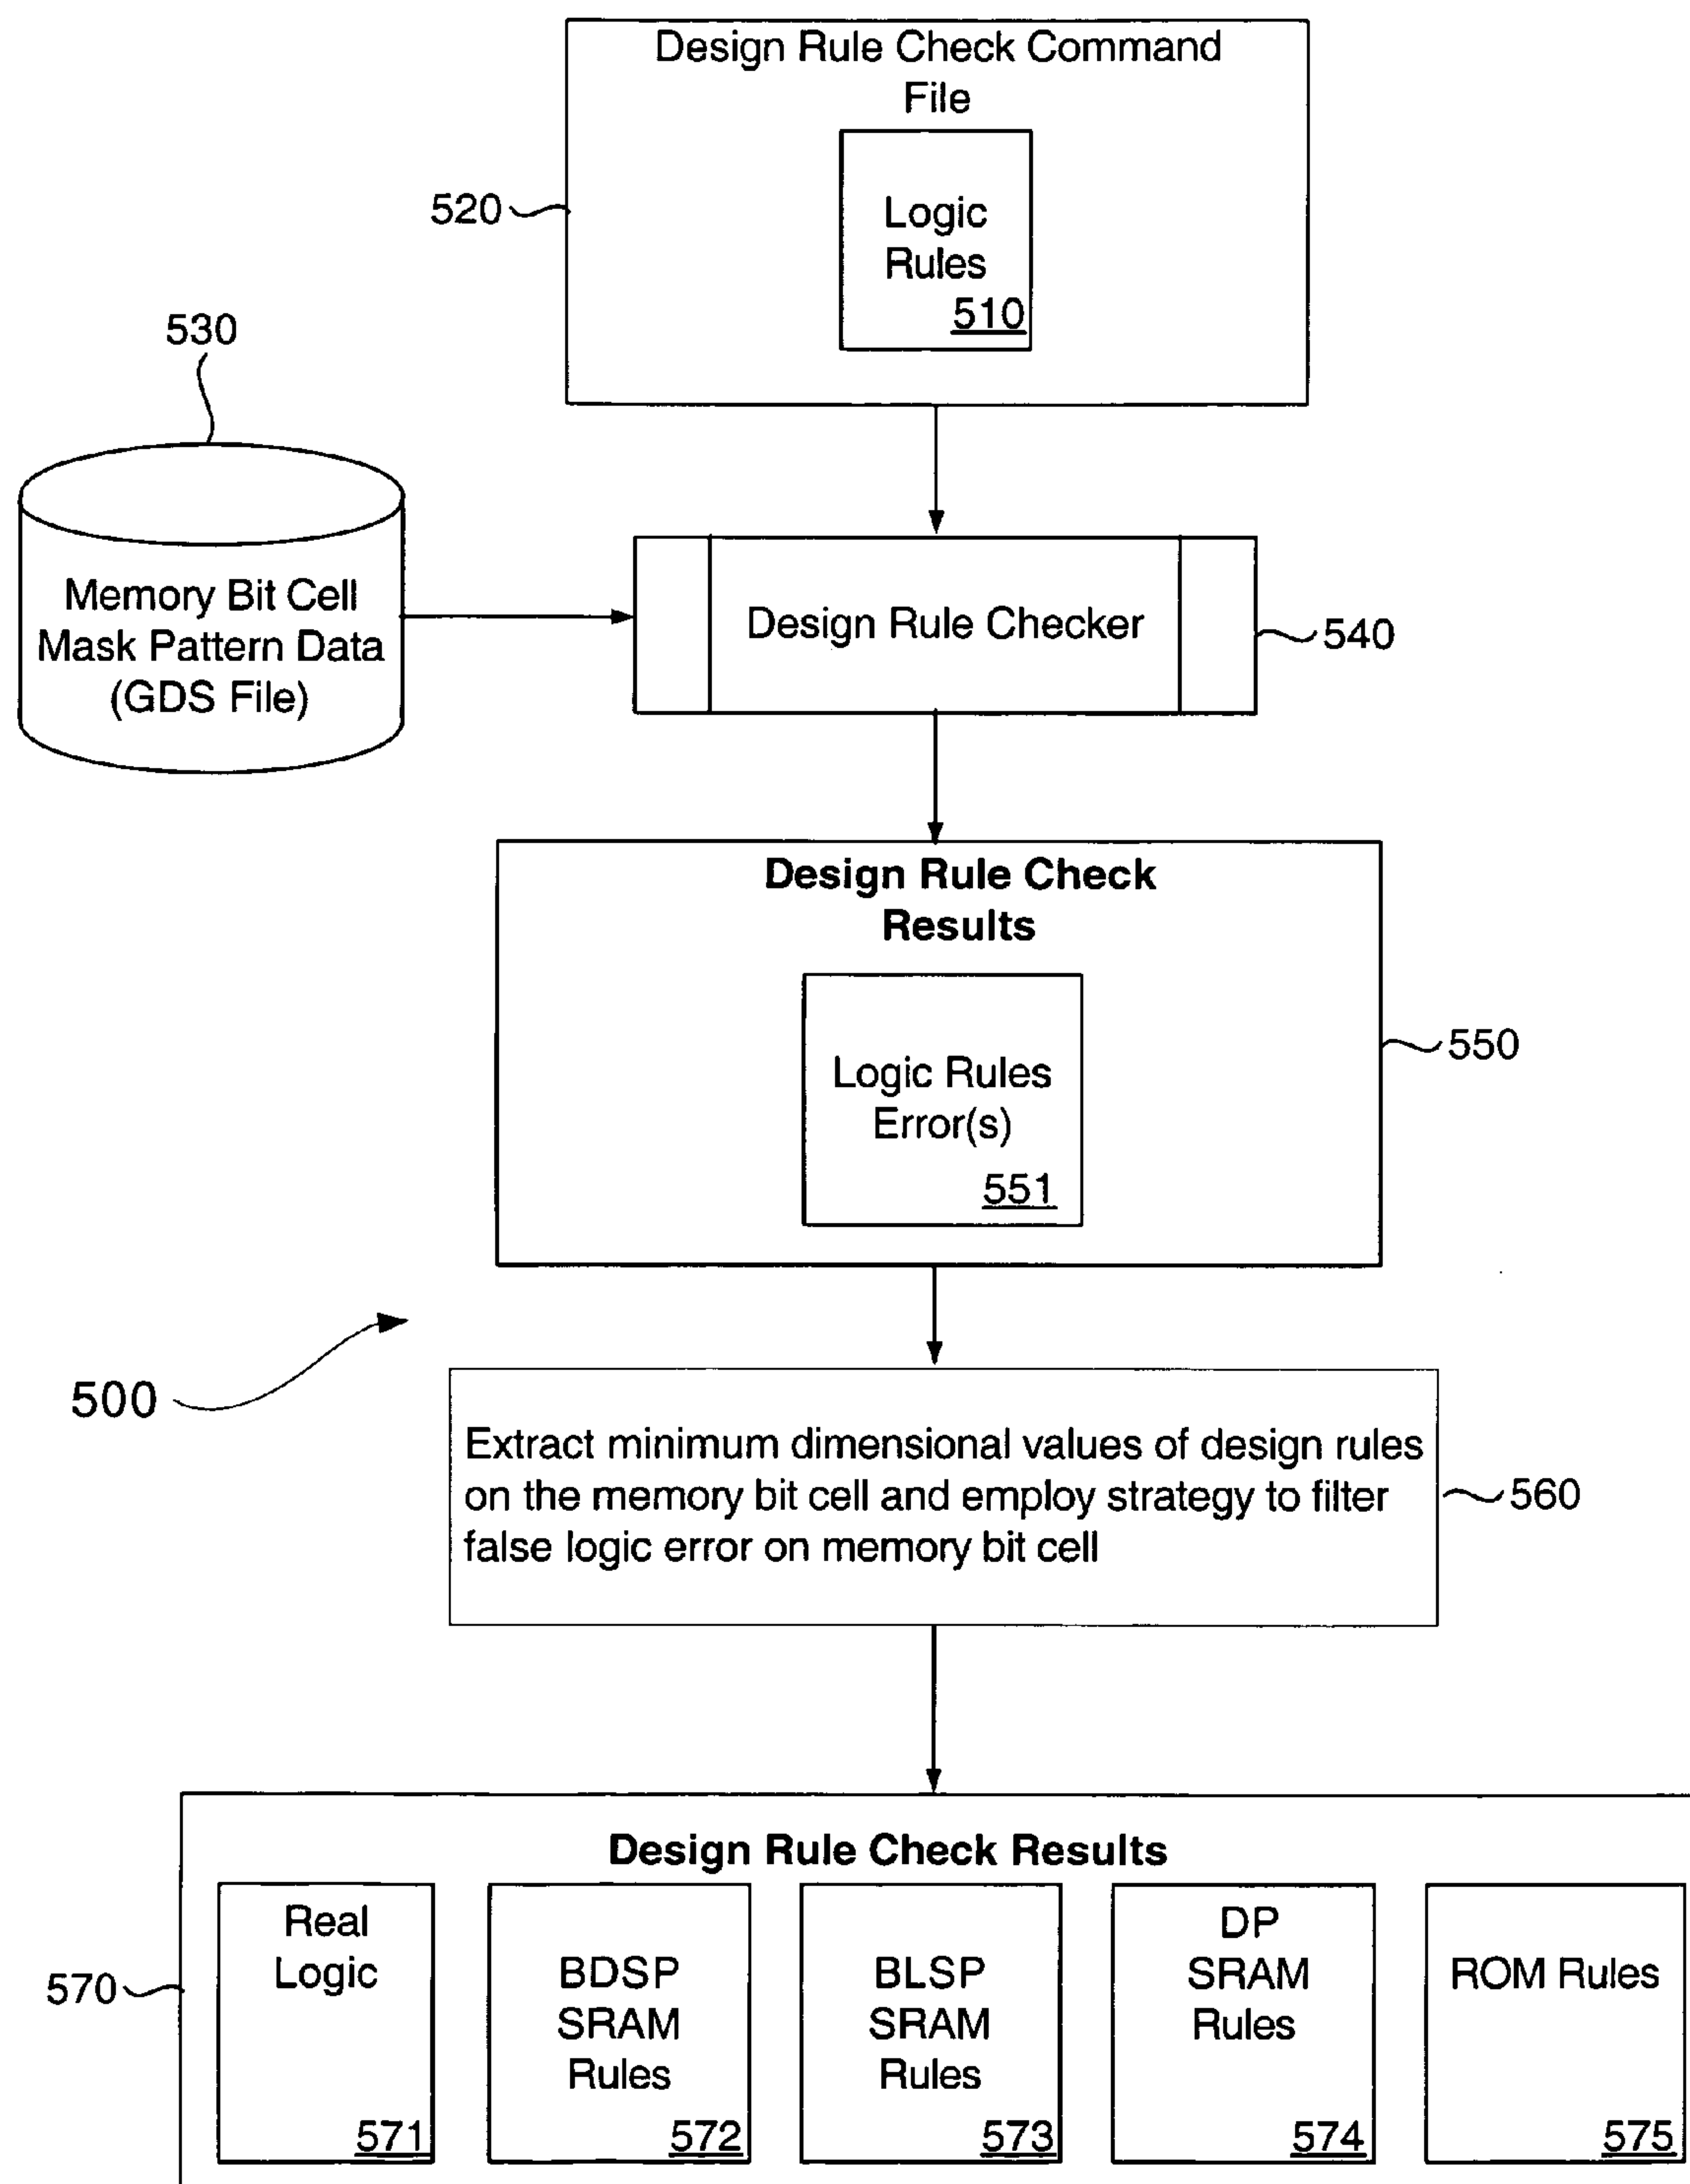 Design Rule Check Command
File
Logic
Rules
510
520
530
Memory Bit Cell
Mask Pattern Data
(GDS File)
Design Rule Checker
540
Design Rule Check
Results
Logic Rules
Error(s)
551
550
500
Extract minimum dimensional values of design rules
on the memory bit cell and employ strategy to filter
false logic error on memory bit cell
560
Design Rule Check Results
570
Real
Logic
571
BDSP
SRAM
Rules
572
BLSP
SRAM
Rules
573
DP
SRAM
Rules
574
ROM Rules
575